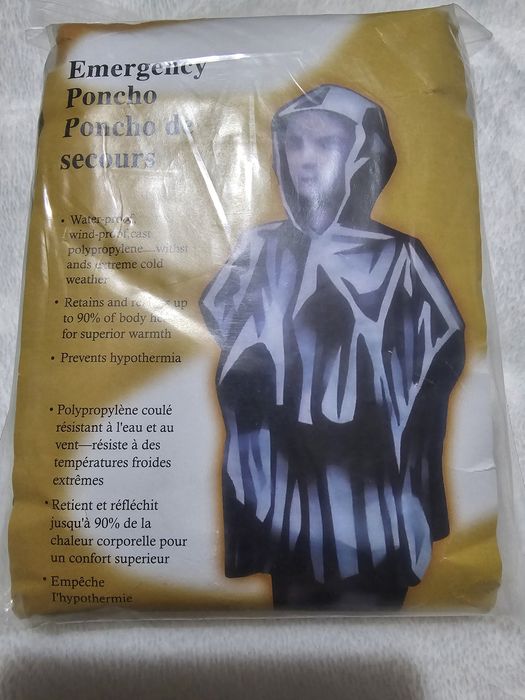 Emergency
Poncho
Poncho de
secours
• Water-proof,
wind-proof cast
polypropylene—withst
ands extreme cold
weather
• Retains and re up
to 90% of body
for superior warmth
• Prevents hypothermia
• Polypropylène coulé
résistant à l'eau et au
vent—résiste à des
températures froides
extrêmes
• Retient et réfléchit
jusqu'à 90% de la
chaleur corporelle pour
un confort superieur
• Empêche
l'hypothermie